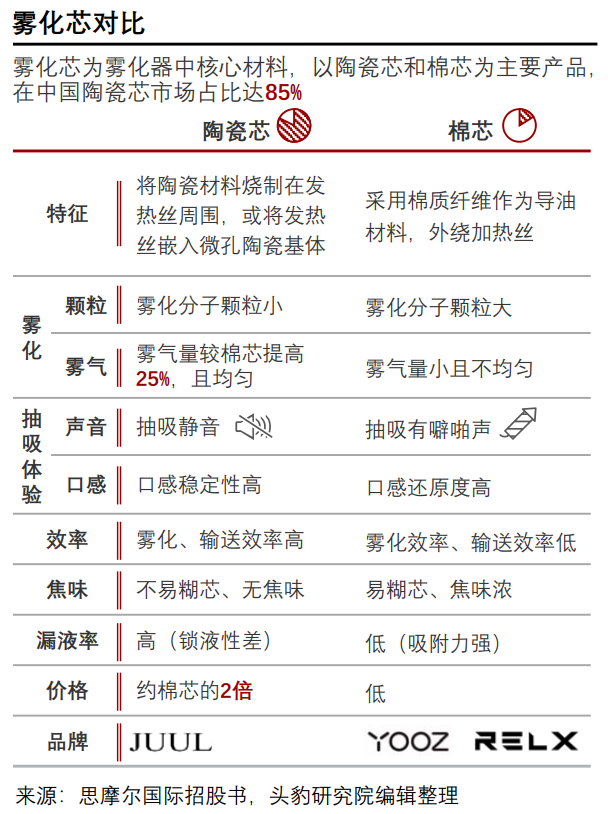 雾化芯对比
雾化芯为雾化器中核心材料，以陶瓷芯和棉芯为主要产品，
在中国陶瓷芯市场占比达85%
陶瓷芯
棉芯
特征
将陶瓷材料烧制在发
热丝周围，或将发热
丝嵌入微孔陶瓷基体
采用棉质纤维作为导油
材料，外绕加热丝
雾化
颗粒
雾化分子颗粒小
雾化分子颗粒大
雾气
雾气量较棉芯提高
25%，且均匀
雾气量小且不均匀
抽吸体验
声音
抽吸静音
抽吸有噼啪声
口感
口感稳定性高
口感还原度高
效率
雾化、输送效率高
雾化效率、输送效率低
焦味
不易糊芯、无焦味
易糊芯、焦味浓
漏液率
高（锁液性差）
低（吸附力强）
价格
约棉芯的2倍
低
品牌
JUUL
YOOZ RELX
来源：思摩尔国际招股书，头豹研究院编辑整理